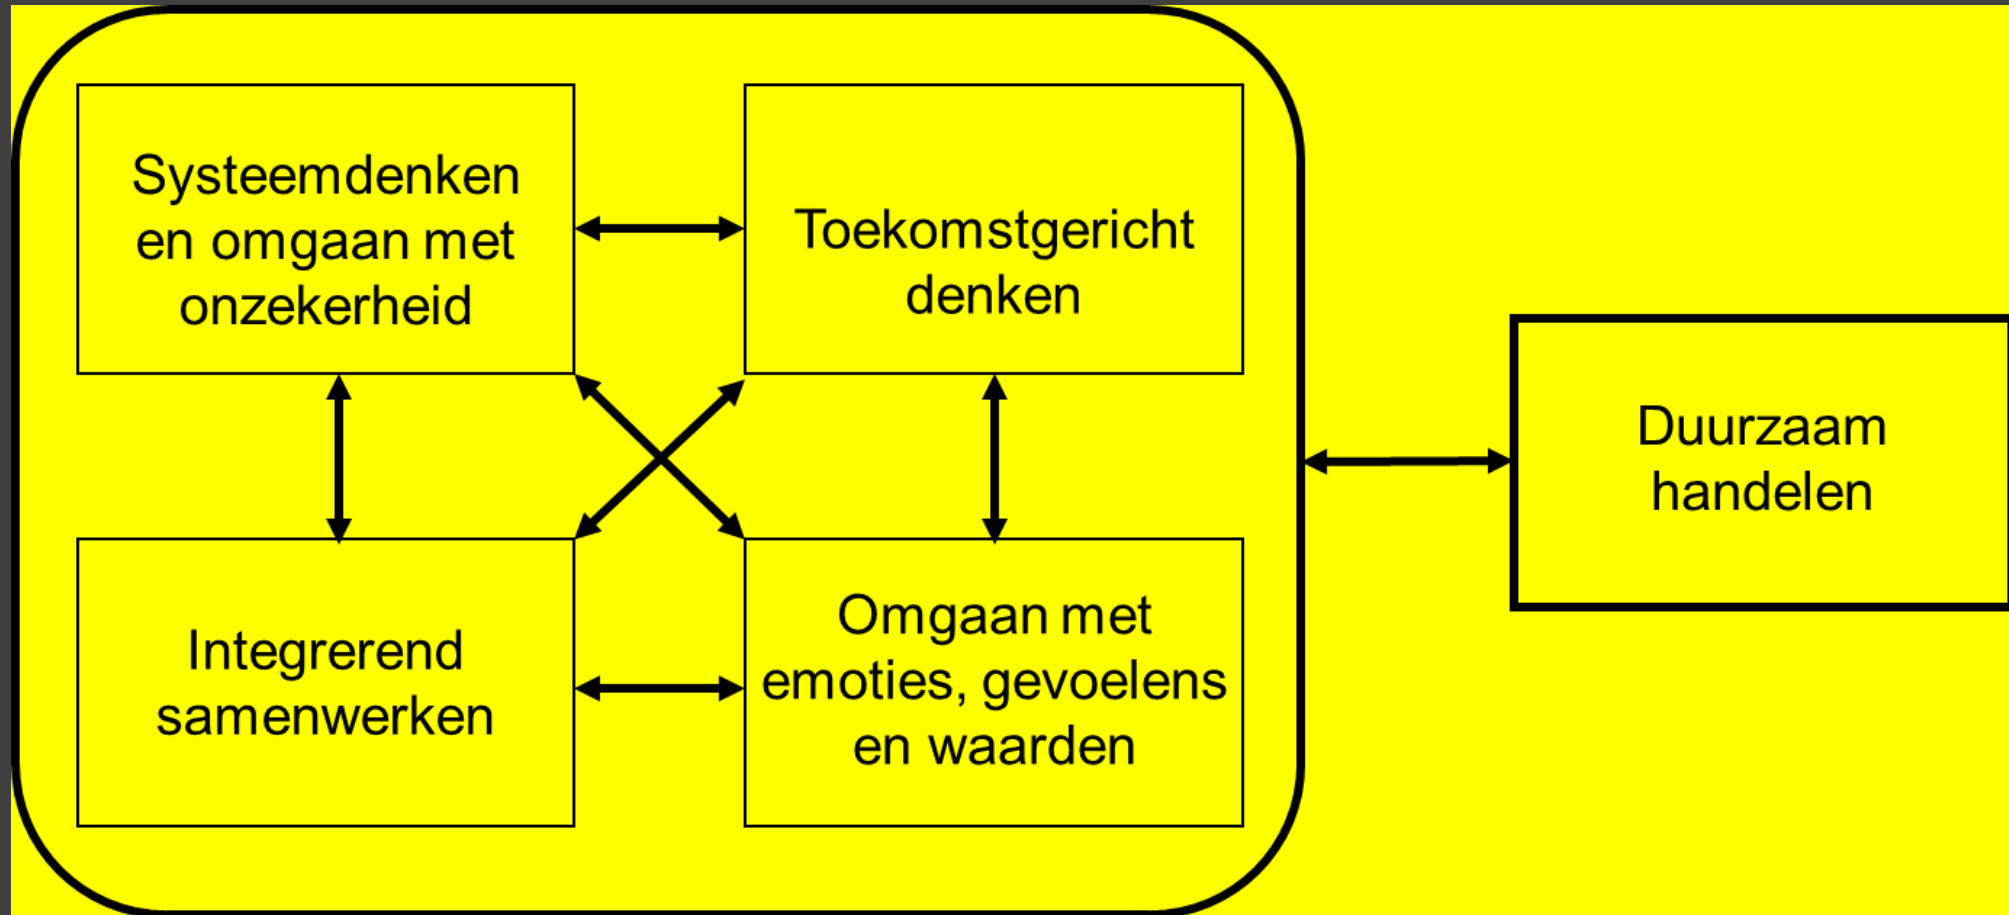 Systeemdenken
en omgaan met
onzekerheid
Toekomstgericht
denken
Integrerend
samenwerken
Omgaan met
emoties, gevoelens
en waarden
Duurzaam
handelen